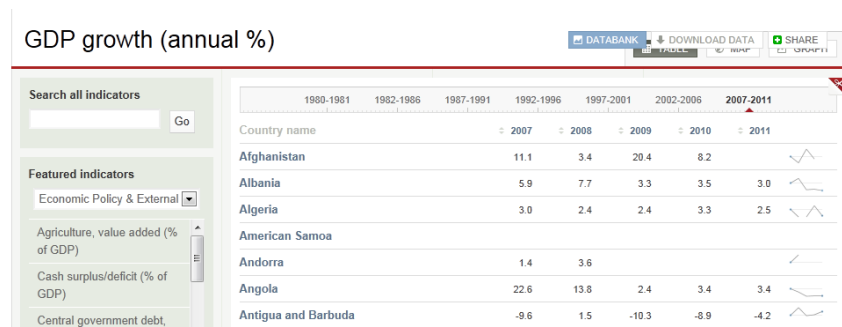 GDP growth (annual %)
DATABANK DOWNLOAD DATA SHARE
TABLE MAP GRAPH
Search all indicators
Go
Featured indicators
Economic Policy & External
Agriculture, value added (%
of GDP)
Cash surplus/deficit (% of
GDP)
Central government debt,
1980-1981 1982-1986 1987-1991 1992-1996 1997-2001 2002-2006 2007-2011
Country name 2007 2008 2009 2010 2011
Afghanistan 11.1 3.4 20.4 8.2
Albania 5.9 7.7 3.3 3.5 3.0
Algeria 3.0 2.4 2.4 3.3 2.5
American Samoa
Andorra 1.4 3.6
Angola 22.6 13.8 2.4 3.4 3.4
Antigua and Barbuda -9.6 1.5 -10.3 -8.9 -4.2